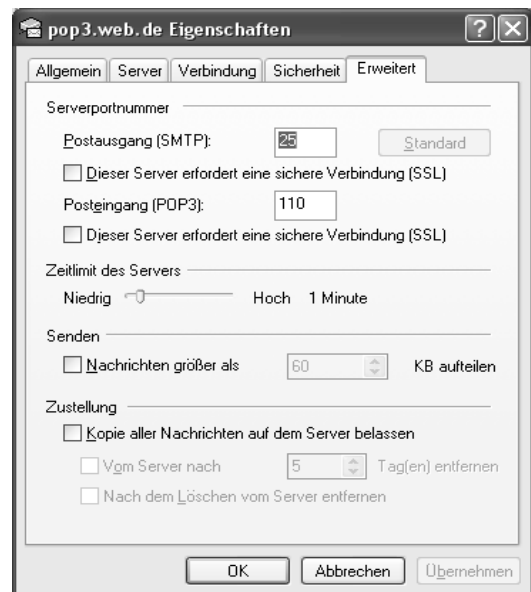 pop3.web.de Eigenschaften
Allgemein Server Verbindung Sicherheit Erweitert
Serverportnummer
Postausgang (SMTP): 25 Standard
Dieser Server erfordert eine sichere Verbindung (SSL)
Posteingang (POP3): 110
Dieser Server erfordert eine sichere Verbindung (SSL)
Zeitlimit des Servers
Niedrig Hoch 1 Minute
Senden
Nachrichten größer als 60 KB aufteilen
Zustellung
Kopie aller Nachrichten auf dem Server belassen
Vom Server nach 5 Tag(en) entfernen
Nach dem Löschen vom Server entfernen
OK Abbrechen Übernehmen